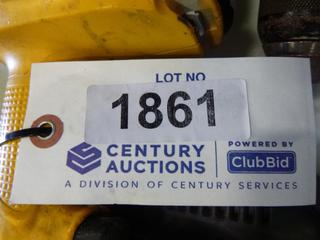 LOT NO
1861
CENTURY
AUCTIONS
POWERED BY
ClubBid
A DIVISION OF CENTURY SERVICES